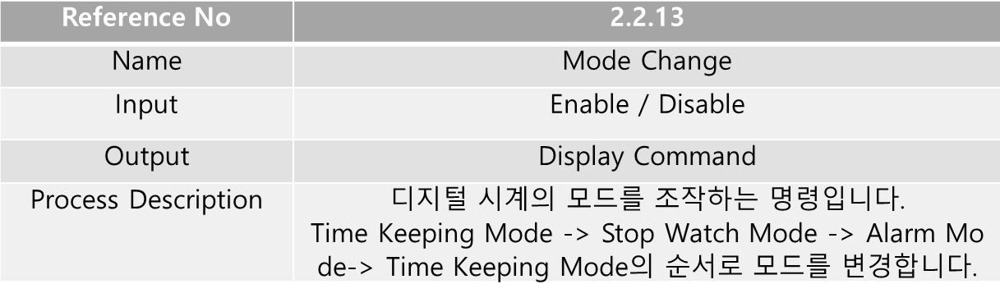 Reference No 2.2.13
Name Mode Change
Input Enable / Disable
Output Display Command
Process Description 디지털 시계의 모드를 조작하는 명령입니다.
Time Keeping Mode -> Stop Watch Mode -> Alarm Mo
de-> Time Keeping Mode의 순서로 모드를 변경합니다.